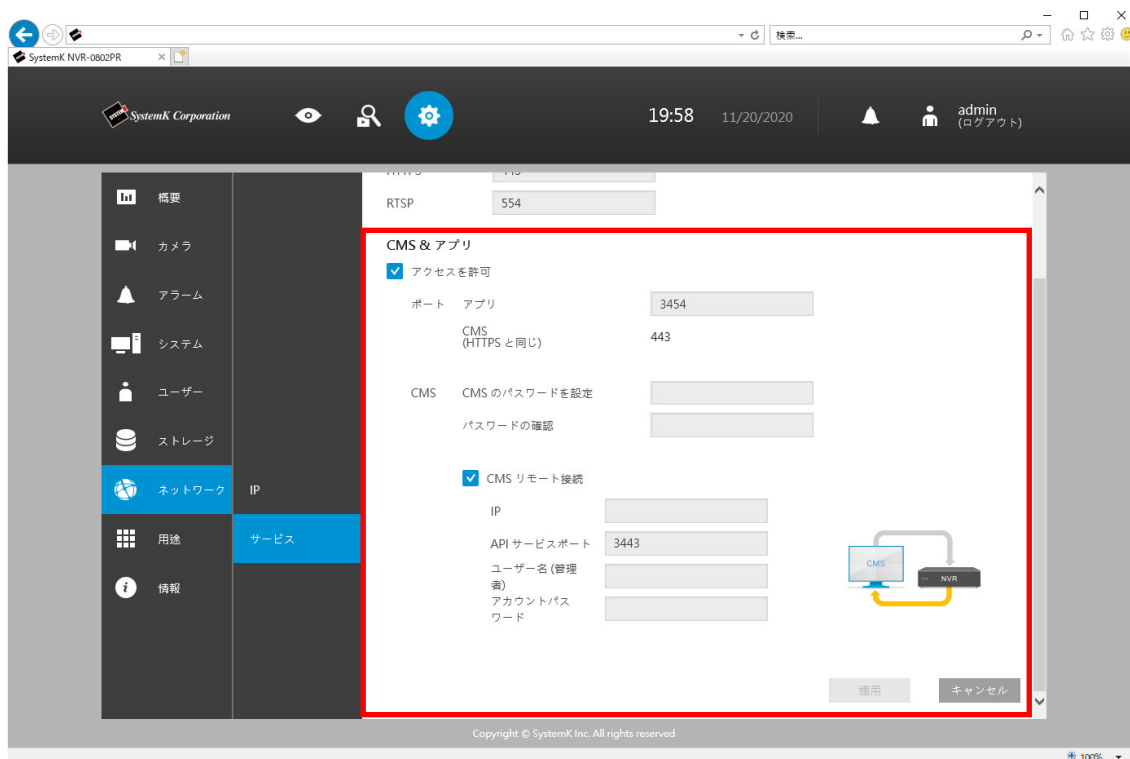 検索...
SystemK NVR-0802PR
SystemK Corporation
19:58
11/20/2020
admin
(ログアウト)
概要
カメラ
アラーム
システム
ユーザー
ストレージ
ネットワーク
用途
情報
IP
サービス
HTTPS 443
RTSP 554
CMS & アプリ
アクセスを許可
ポート アプリ 3454
CMS
(HTTPS と同じ) 443
CMS CMS のパスワードを設定
パスワードの確認
CMS リモート接続
IP
API サービスポート 3443
ユーザー名 (管理
者)
アカウントパス
ワード
CMS
NVR
適用 キャンセル
Copyright © SystemK Inc. All rights reserved
100%